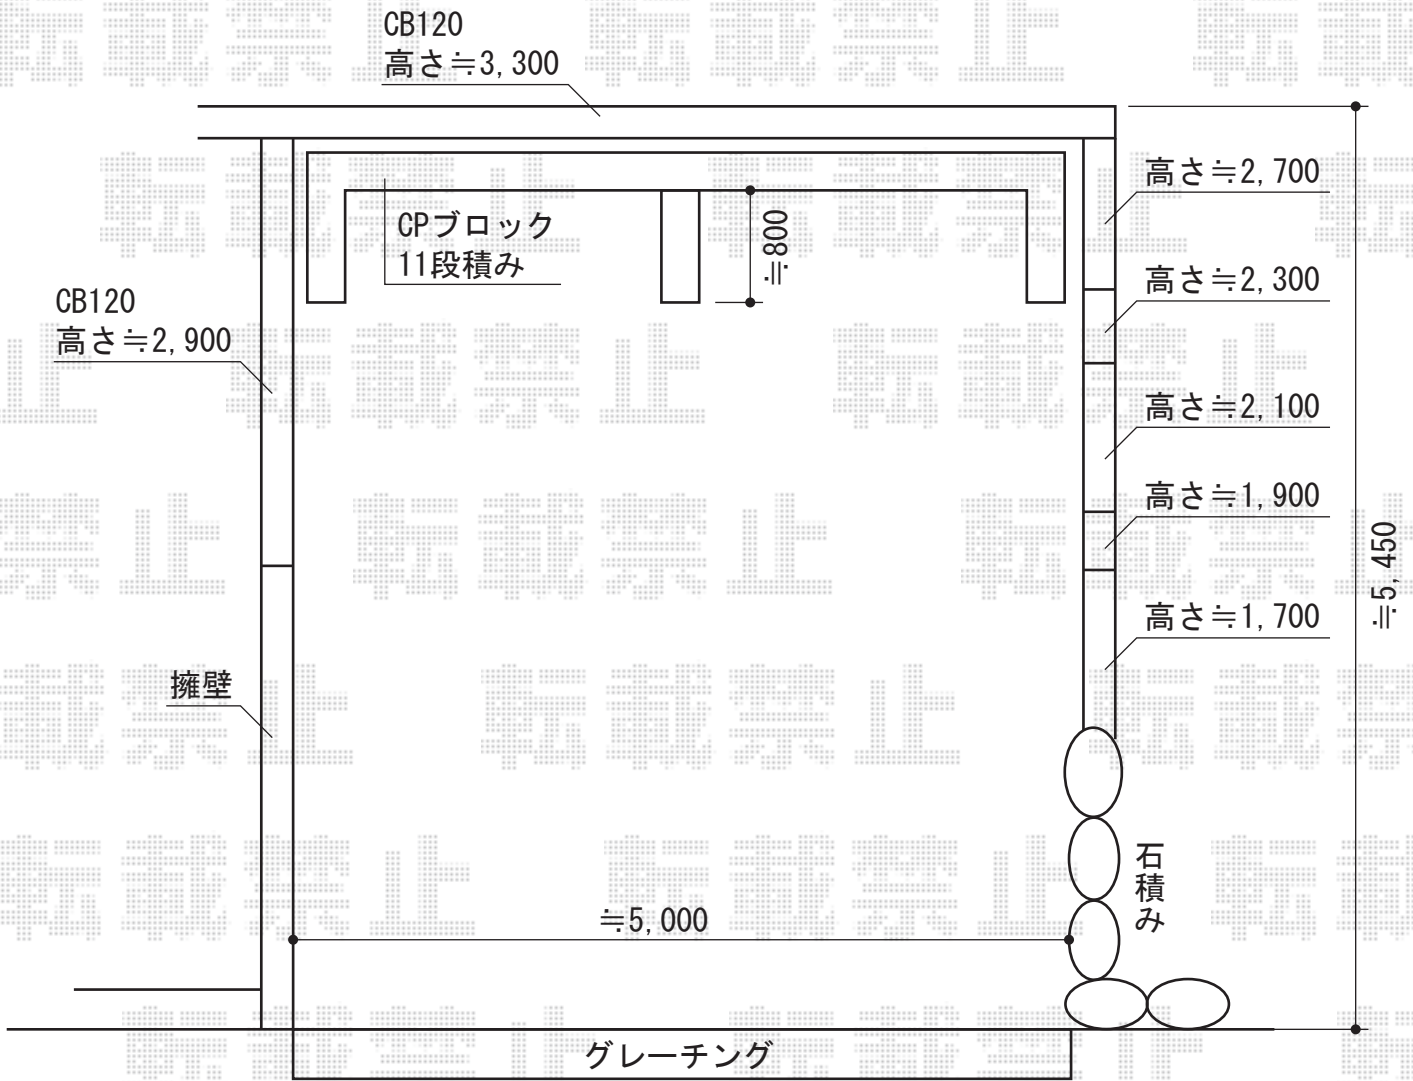 CB120
高さ≒3,300
高さ≒2,700
CPブロック
11段積み
≒800
高さ≒2,300
CB120
高さ≒2,900
高さ≒2,100
高さ≒1,900
≒5,450
高さ≒1,700
擁壁
石積み
≒5,000
グレーチング
転載禁止